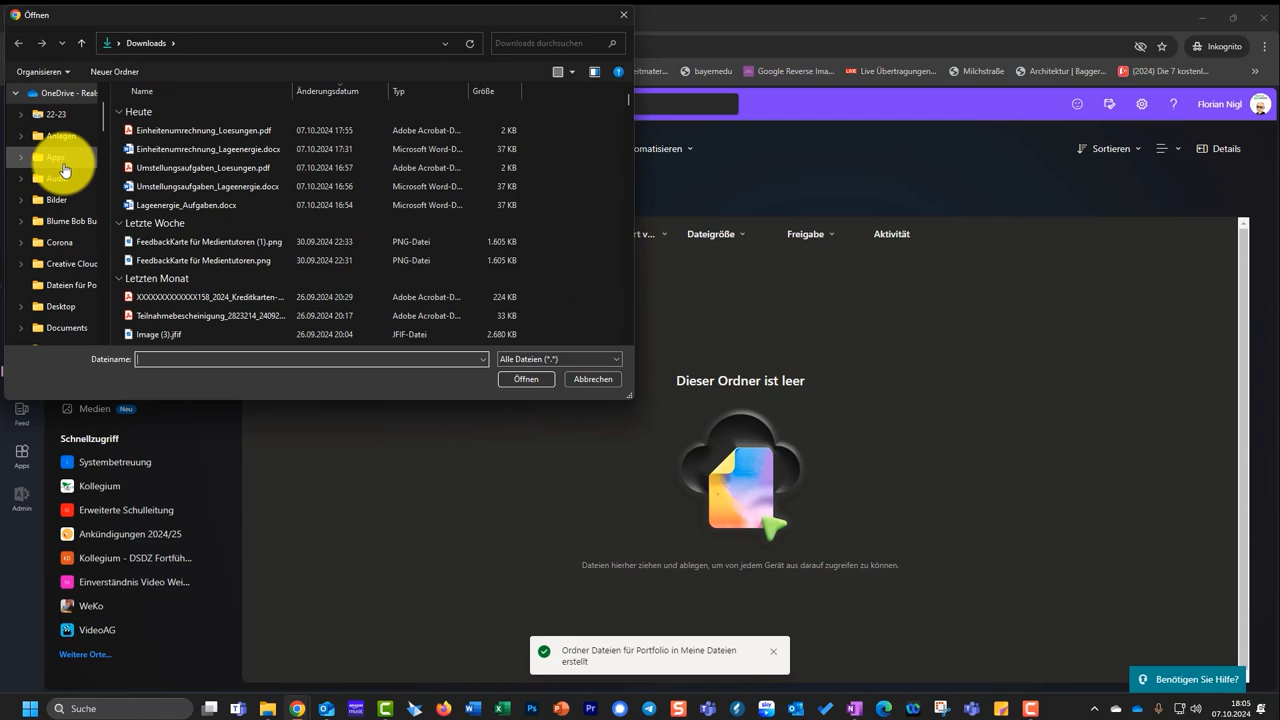 Öffnen
Inkognito
Downloads
Downloads durchsuchen
Organisieren
Neuer Ordner
bayernedu
Google Reverse Ima...
LIVE Live Übertragungen...
Milchstraße
Architektur | Bagger...
(2024) Die 7 kostenl...
OneDrive - Real
Name
Änderungsdatum
Typ
Größe
Florian Nigl
22-23
Heute
Anlagen
Einheitenumrechnung_Loesungen.pdf 07.10.2024 17:55 Adobe Acrobat-D... 2 KB
Einheitenumrechnung_Lageenergie.docx 07.10.2024 17:31 Microsoft Word-D... 37 KB
omatisieren
Sortieren
Details
Apps
Umstellungsaufgaben_Loesungen.pdf 07.10.2024 16:57 Adobe Acrobat-D... 2 KB
Umstellungsaufgaben_Lageenergie.docx 07.10.2024 16:56 Microsoft Word-D... 37 KB
Bilder
Lageenergie_Aufgaben.docx 07.10.2024 16:54 Microsoft Word-D... 37 KB
Blume Bob Bu
Letzte Woche
Corona
FeedbackKarte für Medientutoren (1).png 30.09.2024 22:33 PNG-Datei 1.605 KB
rt v...
Dateigröße
Freigabe
Aktivität
Creative Cloud
FeedbackKarte für Medientutoren.png 30.09.2024 22:31 PNG-Datei 1.605 KB
Dateien für Po
Letzten Monat
Desktop
XXXXXXXXXXXX158_2024_Kreditkarten-... 26.09.2024 20:29 Adobe Acrobat-D... 224 KB
Teilnahmebescheinigung_2823214_24092... 26.09.2024 20:17 Adobe Acrobat-D... 33 KB
Documents
Image (3).jfif 26.09.2024 20:04 JFIF-Datei 2.680 KB
Dateiname:
Alle Dateien (*.*)
Öffnen
Abbrechen
Dieser Ordner ist leer
Feed
Medien Neu
Schnellzugriff
Apps
Systembetreuung
Kollegium
Admin
Erweiterte Schulleitung
Ankündigungen 2024/25
Kollegium - DSDZ Fortfüh...
Dateien hierher ziehen und ablegen, um von jedem Gerät aus darauf zugreifen zu können.
Einverständnis Video Wei...
WeKo
VideoAG
Weitere Orte...
Ordner Dateien für Portfolio in Meine Dateien
erstellt
Benötigen Sie Hilfe?
Suche
18:05
07.10.2024